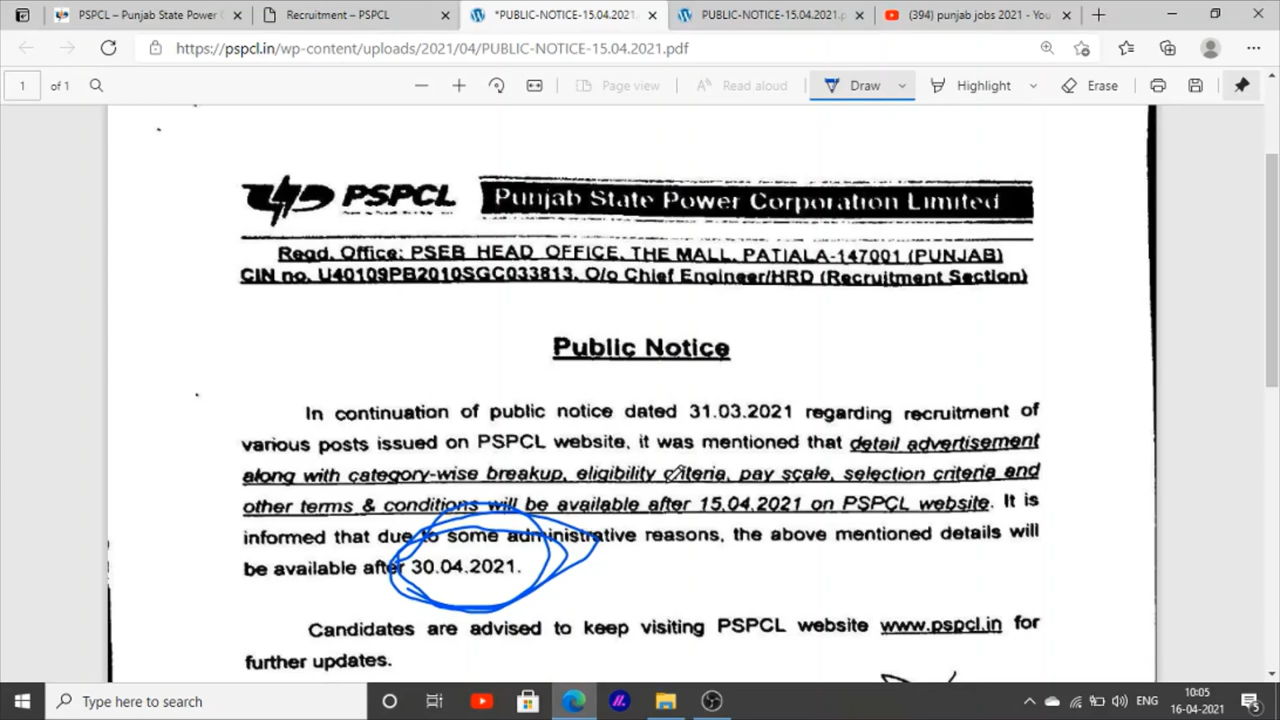 PSPCL – Punjab State Power
Recruitment – PSPCL
*PUBLIC-NOTICE-15.04.2021.
PUBLIC-NOTICE-15.04.2021.p
(394) punjab jobs 2021 - You
https://pspcl.in/wp-content/uploads/2021/04/PUBLIC-NOTICE-15.04.2021.pdf
1 of 1
Page view
Read aloud
Draw
Highlight
Erase
PSPCL
Punjab State Power Corporation Limited
Regd. Office: PSEB HEAD OFFICE, THE MALL, PATIALA-147001 (PUNJAB)
CIN no. U40109PB2010SGC033813, O/o Chief Engineer/HRD (Recruitment Section)
Public Notice
In continuation of public notice dated 31.03.2021 regarding recruitment of
various posts issued on PSPCL website, it was mentioned that detail advertisement
along with category-wise breakup, eligibility criteria, pay scale, selection criteria and
other terms & conditions will be available after 15.04.2021 on PSPCL website. It is
informed that due to some administrative reasons, the above mentioned details will
be available after 30.04.2021.
Candidates are advised to keep visiting PSPCL website www.pspcl.in for
further updates.
Type here to search
ENG
10:05
16-04-2021
5